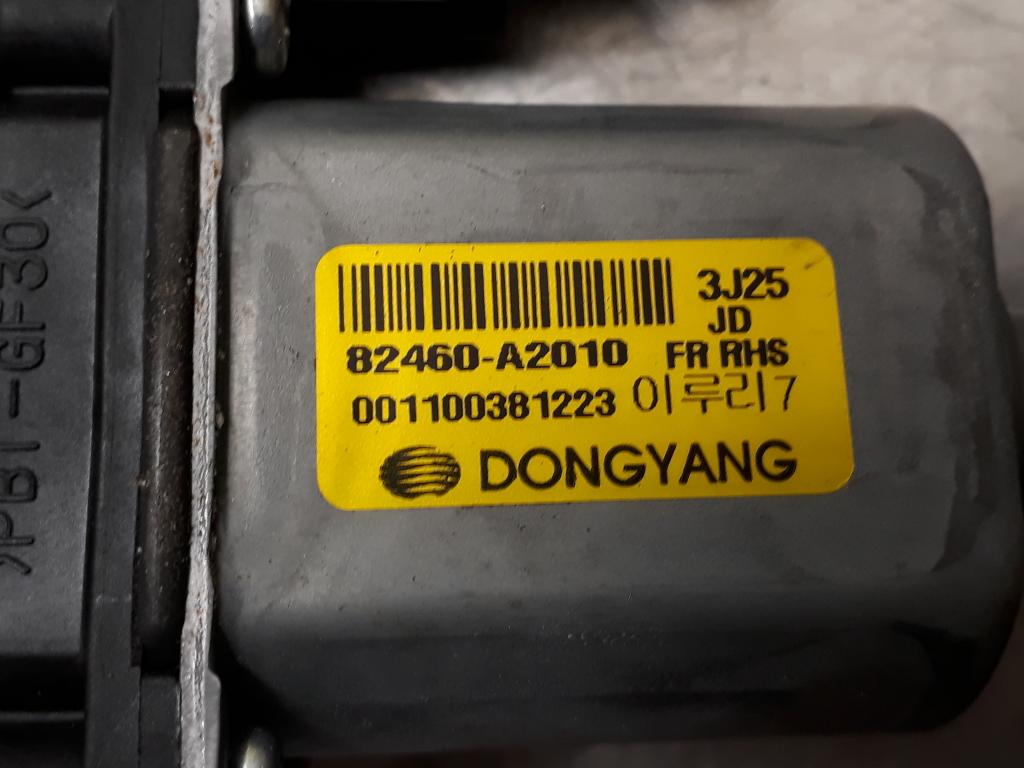 >PBT-GF30<
3J25
JD
82460-A2010 FR RHS
001100381223 이루리7
DONGYANG